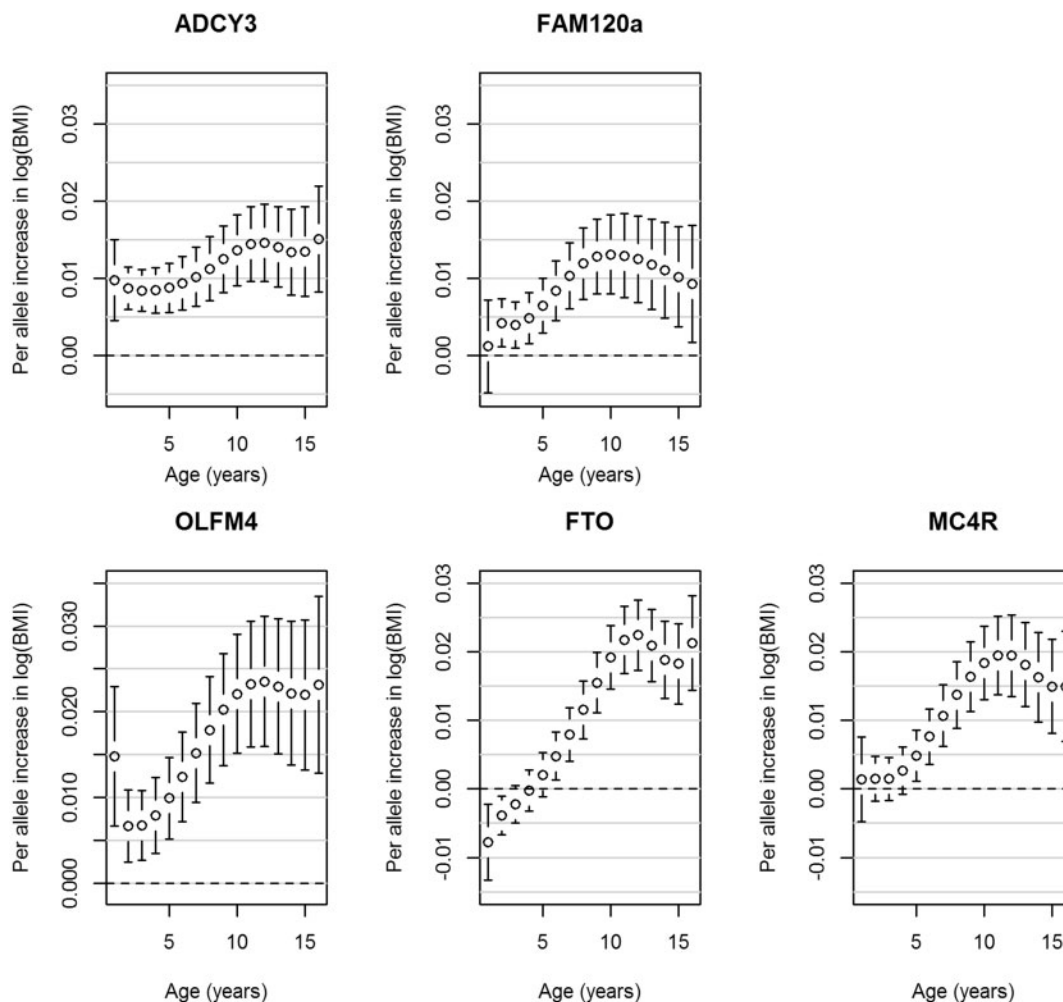 ADCY3
Per allele increase in log(BMI)
0.03
0.02
0.01
0.00
5 10 15
Age (years)
FAM120a
Per allele increase in log(BMI)
0.03
0.02
0.01
0.00
5 10 15
Age (years)
OLFM4
Per allele increase in log(BMI)
0.030
0.020
0.010
0.000
5 10 15
Age (years)
FTO
Per allele increase in log(BMI)
0.03
0.02
0.01
0.00
-0.01
5 10 15
Age (years)
MC4R
Per allele increase in log(BMI)
0.03
0.02
0.01
0.00
-0.01
5 10 15
Age (years)